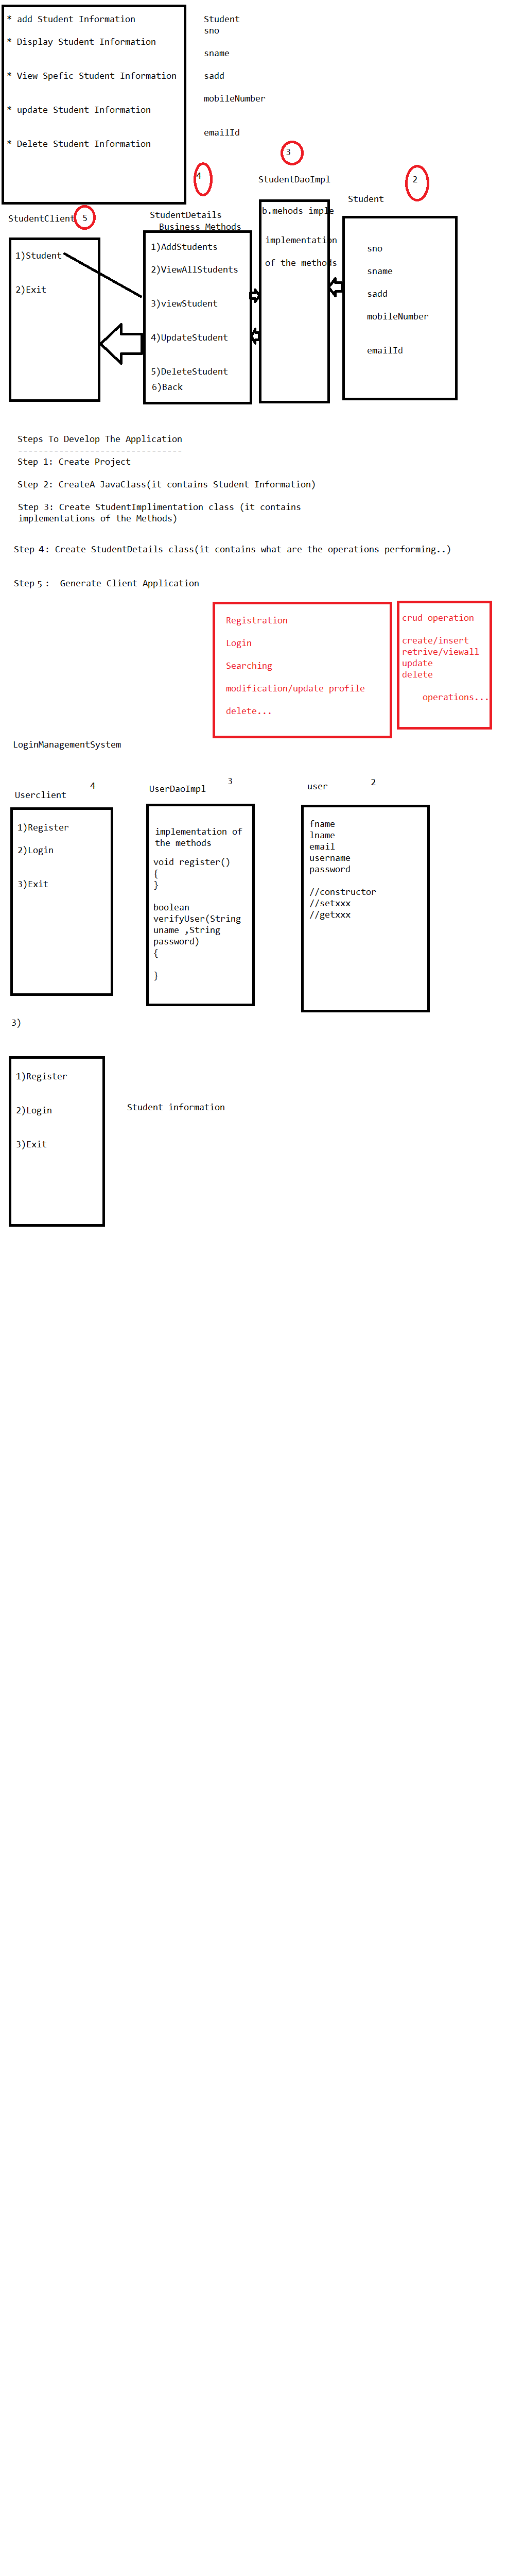 * add Student Information
* Display Student Information
* View Spefic Student Information
* update Student Information
* Delete Student Information
Student
sno
sname
sadd
mobileNumber
emailId
StudentClient 5
1)Student
2)Exit
4
StudentDetails
Business Methods
1)AddStudents
2)ViewAllStudents
3)viewStudent
4)UpdateStudent
5)DeleteStudent
6)Back
3
StudentDaoImpl
b.mehods imple
implementation
of the methods
2
Student
sno
sname
sadd
mobileNumber
emailId
Steps To Develop The Application
--------------------------------
Step 1: Create Project
Step 2: CreateA JavaClass(it contains Student Information)
Step 3: Create StudentImplimentation class (it contains
implementations of the Methods)
Step 4: Create StudentDetails class(it contains what are the operations performing..)
Step 5: Generate Client Application
Registration
Login
Searching
modification/update profile
delete...
crud operation
create/insert
retrive/viewall
update
delete
operations...
LoginManagementSystem
4
Userclient
1)Register
2)Login
3)Exit
3
UserDaoImpl
implementation of
the methods
void register()
{
}
boolean
verifyUser(String
uname ,String
password)
{
}
2
user
fname
lname
email
username
password
//constructor
//setxxx
//getxxx
3)
1)Register
2)Login
3)Exit
Student information